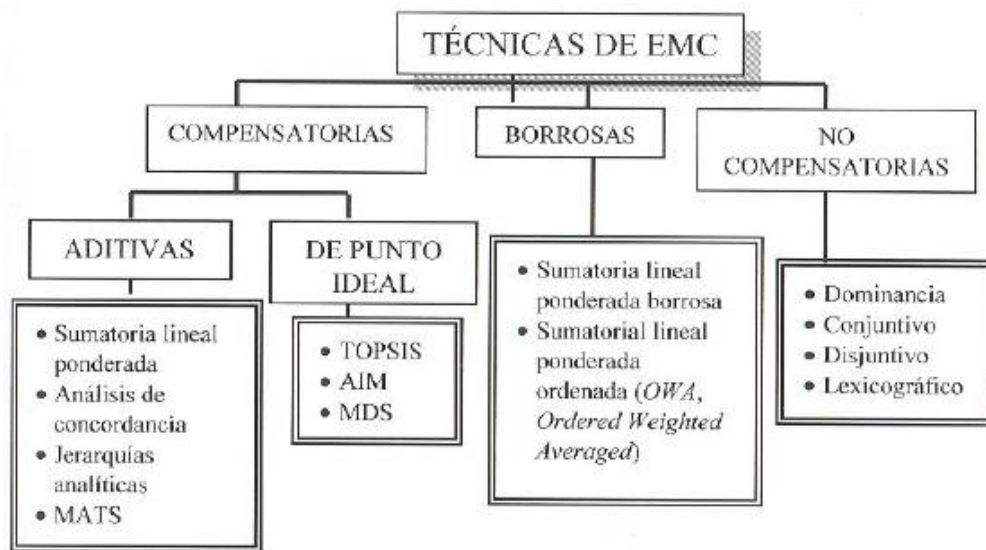 TÉCNICAS DE EMC
COMPENSATORIAS
BORROSAS
NO
COMPENSATORIAS
ADITIVAS
DE PUNTO
IDEAL
• Sumatoria lineal
ponderada
• Análisis de
concordancia
• Jerarquías
analíticas
• MATS
• TOPSIS
• AIM
• MDS
• Sumatoria lineal
ponderada borrosa
• Sumatorial lineal
ponderada
ordenada (OWA,
Ordered Weighted
Averaged)
• Dominancia
• Conjuntivo
• Disjuntivo
• Lexicográfico